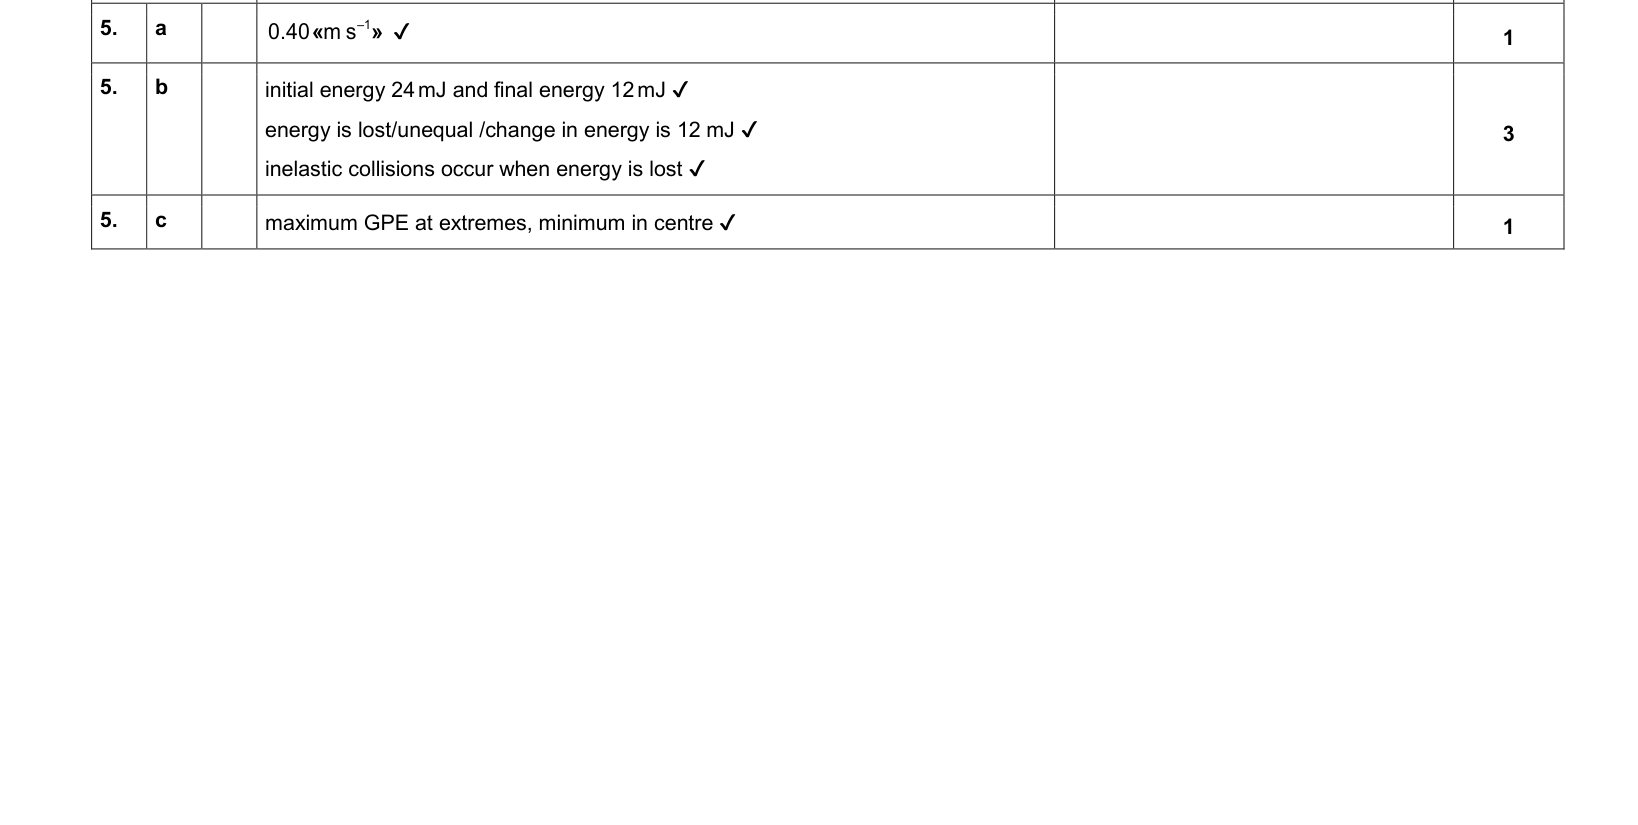 5. a 0.40 «m s⁻¹» ✓ 1
5. b initial energy 24 mJ and final energy 12 mJ ✓
energy is lost/unequal /change in energy is 12 mJ ✓ 3
inelastic collisions occur when energy is lost ✓
5. c maximum GPE at extremes, minimum in centre ✓ 1